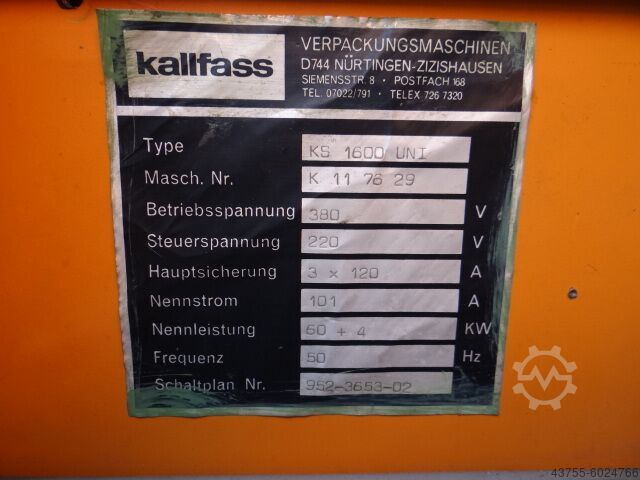 kallfass
VERPACKUNGSMASCHINEN
D744 NÜRTINGEN-ZIZISHAUSEN
SIEMENSSTR. 8 · POSTFACH 168
TEL. 07022/791 · TELEX 726 7320
Type KS 1600 UNI
Masch. Nr. K 11 76 29
Betriebsspannung 380 V
Steuerspannung 220 V
Hauptsicherung 3 x 120 A
Nennstrom 101 A
Nennleistung 60 + 4 KW
Frequenz 50 Hz
Schaltplan Nr. 952-3653-02
43755-6024766